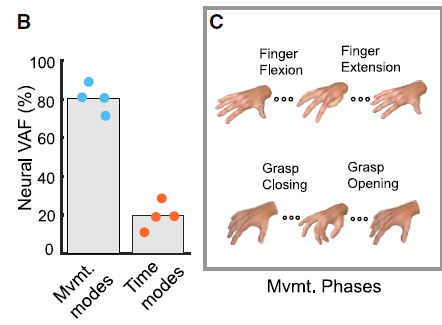 B
Neural VAF (%)
100
80
60
40
20
0
Mvmt.
modes
Time
modes
C
Finger
Flexion
Finger
Extension
Grasp
Closing
Grasp
Opening
Mvmt. Phases